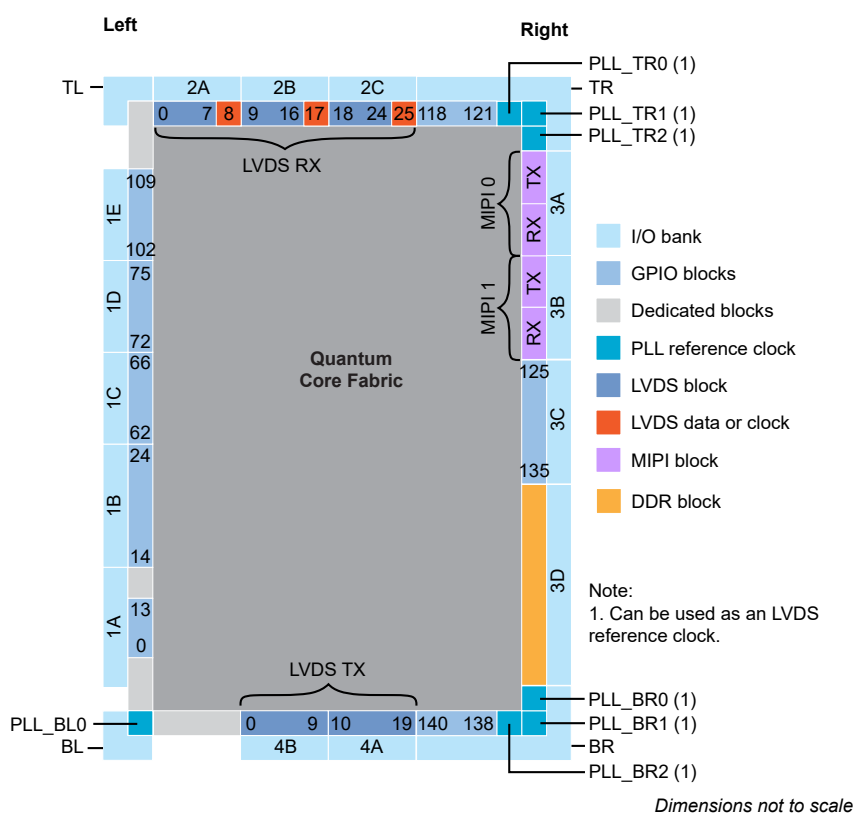 Left
Right
PLL_TR0 (1)
TL
2A
2B
2C
TR
0
7
8
9
16
17
18
24
25
118
121
PLL_TR1 (1)
PLL_TR2 (1)
LVDS RX
109
1E
102
75
1D
72
66
1C
62
24
1B
14
13
1A
0
MIPI 0
TX
3A
RX
MIPI 1
TX
3B
RX
125
3C
135
3D
Quantum
Core Fabric
I/O bank
GPIO blocks
Dedicated blocks
PLL reference clock
LVDS block
LVDS data or clock
MIPI block
DDR block
Note:
1. Can be used as an LVDS
reference clock.
LVDS TX
PLL_BR0 (1)
PLL_BL0
0
9
10
19
140
138
PLL_BR1 (1)
BL
4B
4A
BR
PLL_BR2 (1)
Dimensions not to scale